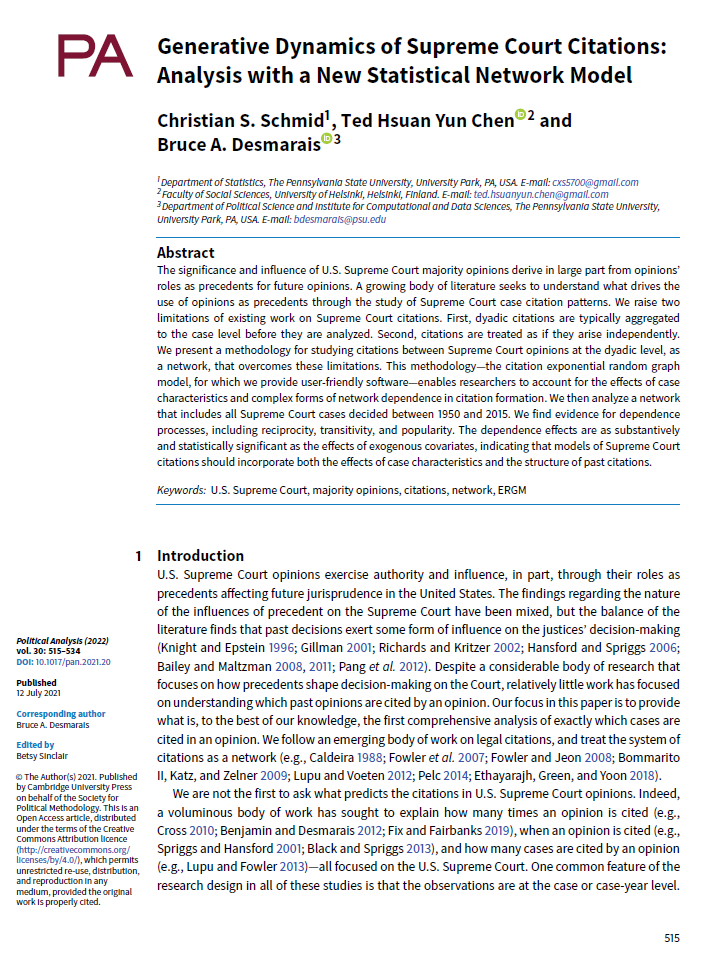 PA
Generative Dynamics of Supreme Court Citations:
Analysis with a New Statistical Network Model
Christian S. Schmid1, Ted Hsuan Yun Chen iD 2 and
Bruce A. Desmarais iD 3
1 Department of Statistics, The Pennsylvania State University, University Park, PA, USA. E-mail: cxs5700@gmail.com
2 Faculty of Social Sciences, University of Helsinki, Helsinki, Finland. E-mail: ted.hsuanyun.chen@gmail.com
3 Department of Political Science and Institute for Computational and Data Sciences, The Pennsylvania State University,
University Park, PA, USA. E-mail: bdesmarais@psu.edu
Abstract
The significance and influence of U.S. Supreme Court majority opinions derive in large part from opinions’
roles as precedents for future opinions. A growing body of literature seeks to understand what drives the
use of opinions as precedents through the study of Supreme Court case citation patterns. We raise two
limitations of existing work on Supreme Court citations. First, dyadic citations are typically aggregated
to the case level before they are analyzed. Second, citations are treated as if they arise independently.
We present a methodology for studying citations between Supreme Court opinions at the dyadic level, as
a network, that overcomes these limitations. This methodology—the citation exponential random graph
model, for which we provide user-friendly software—enables researchers to account for the effects of case
characteristics and complex forms of network dependence in citation formation. We then analyze a network
that includes all Supreme Court cases decided between 1950 and 2015. We find evidence for dependence
processes, including reciprocity, transitivity, and popularity. The dependence effects are as substantively
and statistically significant as the effects of exogenous covariates, indicating that models of Supreme Court
citations should incorporate both the effects of case characteristics and the structure of past citations.
Keywords: U.S. Supreme Court, majority opinions, citations, network, ERGM
1 Introduction
U.S. Supreme Court opinions exercise authority and influence, in part, through their roles as
precedents affecting future jurisprudence in the United States. The findings regarding the nature
of the influences of precedent on the Supreme Court have been mixed, but the balance of the
literature finds that past decisions exert some form of influence on the justices’ decision-making
(Knight and Epstein 1996; Gillman 2001; Richards and Kritzer 2002; Hansford and Spriggs 2006;
Bailey and Maltzman 2008, 2011; Pang et al. 2012). Despite a considerable body of research that
focuses on how precedents shape decision-making on the Court, relatively little work has focused
on understanding which past opinions are cited by an opinion. Our focus in this paper is to provide
what is, to the best of our knowledge, the first comprehensive analysis of exactly which cases are
cited in an opinion. We follow an emerging body of work on legal citations, and treat the system of
citations as a network (e.g., Caldeira 1988; Fowler et al. 2007; Fowler and Jeon 2008; Bommarito
II, Katz, and Zelner 2009; Lupu and Voeten 2012; Pelc 2014; Ethayarajh, Green, and Yoon 2018).
We are not the first to ask what predicts the citations in U.S. Supreme Court opinions. Indeed,
a voluminous body of work has sought to explain how many times an opinion is cited (e.g.,
Cross 2010; Benjamin and Desmarais 2012; Fix and Fairbanks 2019), when an opinion is cited (e.g.,
Spriggs and Hansford 2001; Black and Spriggs 2013), and how many cases are cited by an opinion
(e.g., Lupu and Fowler 2013)—all focused on the U.S. Supreme Court. One common feature of the
research design in all of these studies is that the observations are at the case or case-year level.
Political Analysis (2022)
vol. 30: 515–534
DOI: 10.1017/pan.2021.20
Published
12 July 2021
Corresponding author
Bruce A. Desmarais
Edited by
Betsy Sinclair
© The Author(s) 2021. Published
by Cambridge University Press
on behalf of the Society for
Political Methodology. This is an
Open Access article, distributed
under the terms of the Creative
Commons Attribution licence
(http://creativecommons.org/
licenses/by/4.0/), which permits
unrestricted re-use, distribution,
and reproduction in any
medium, provided the original
work is properly cited.
515